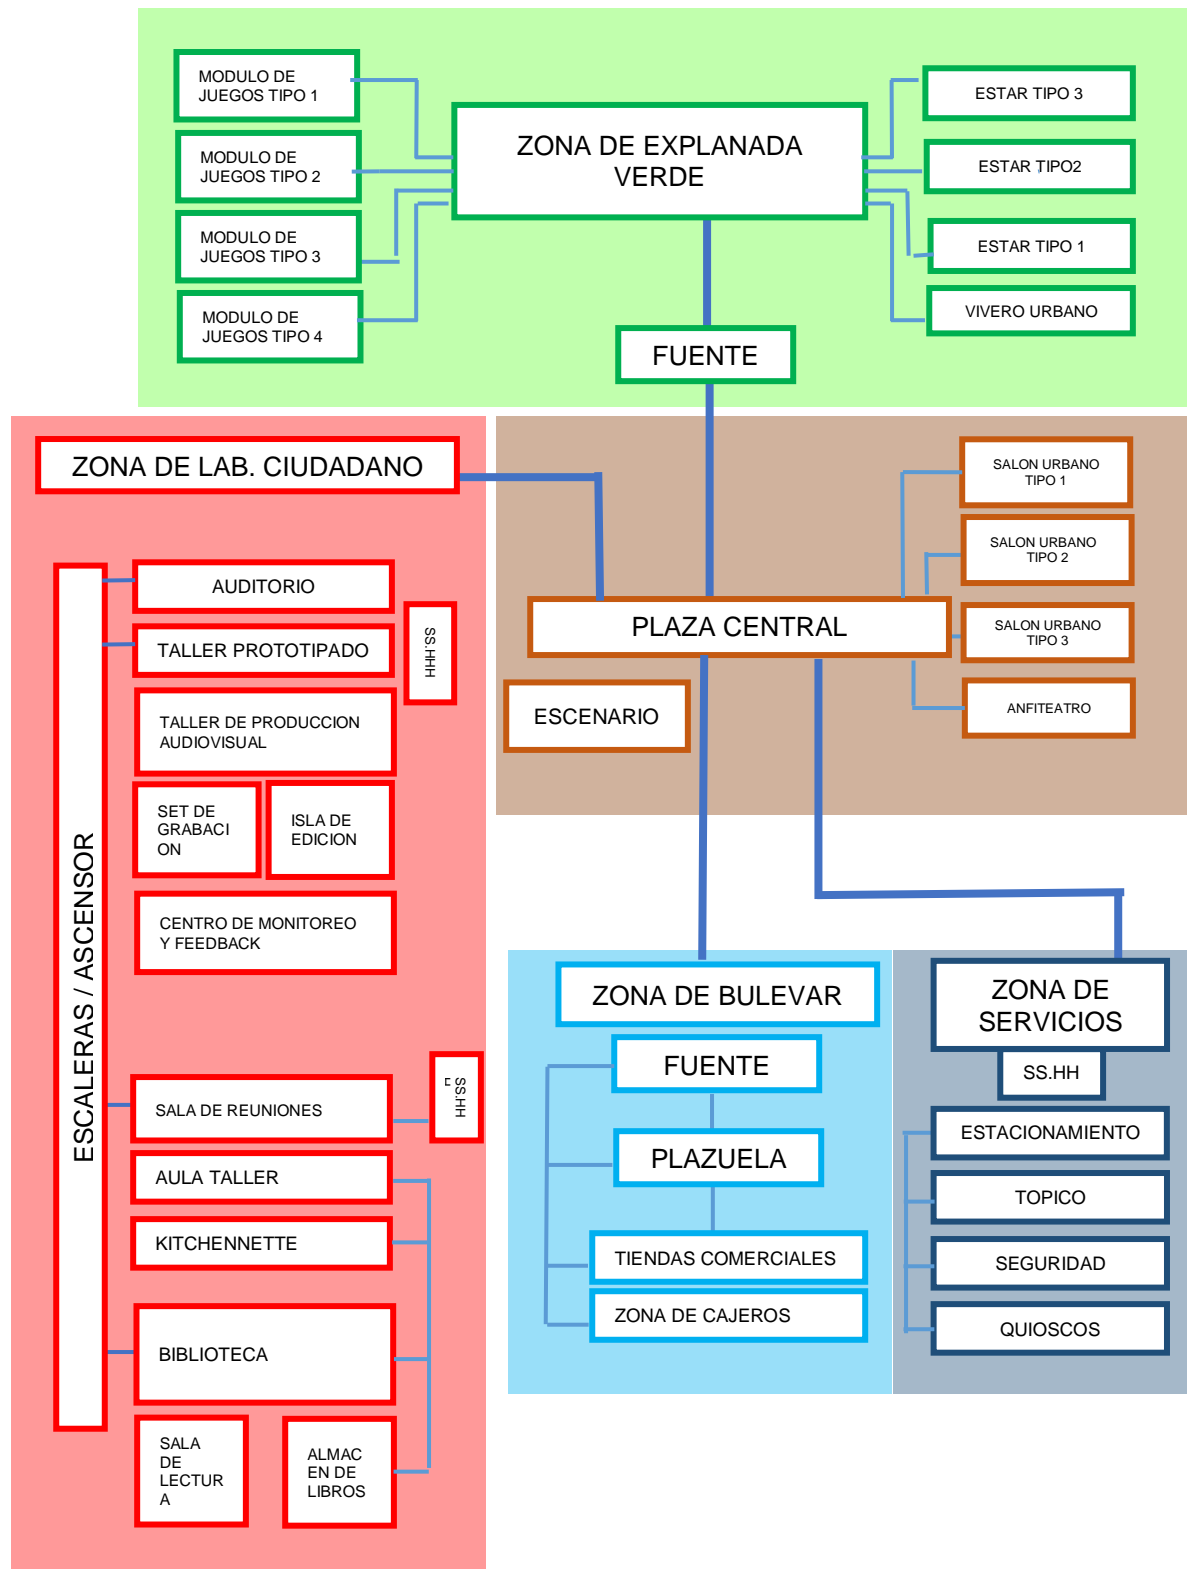 MODULO DE
JUEGOS TIPO 1
MODULO DE
JUEGOS TIPO 2
MODULO DE
JUEGOS TIPO 3
MODULO DE
JUEGOS TIPO 4
ZONA DE EXPLANADA
VERDE
ESTAR TIPO 3
ESTAR TIPO2
ESTAR TIPO 1
VIVERO URBANO
FUENTE
ZONA DE LAB. CIUDADANO
ESCALERAS / ASCENSOR
AUDITORIO
TALLER PROTOTIPADO
SS.HHH
TALLER DE PRODUCCION
AUDIOVISUAL
SET DE
GRABACI
ON
ISLA DE
EDICION
CENTRO DE MONITOREO
Y FEEDBACK
SALA DE REUNIONES
SS.HH
AULA TALLER
KITCHENNETTE
BIBLIOTECA
SALA
DE
LECTUR
A
ALMAC
EN DE
LIBROS
SALON URBANO
TIPO 1
SALON URBANO
TIPO 2
SALON URBANO
TIPO 3
PLAZA CENTRAL
ESCENARIO
ANFITEATRO
ZONA DE BULEVAR
FUENTE
PLAZUELA
TIENDAS COMERCIALES
ZONA DE CAJEROS
ZONA DE
SERVICIOS
SS.HH
ESTACIONAMIENTO
TOPICO
SEGURIDAD
QUIOSCOS